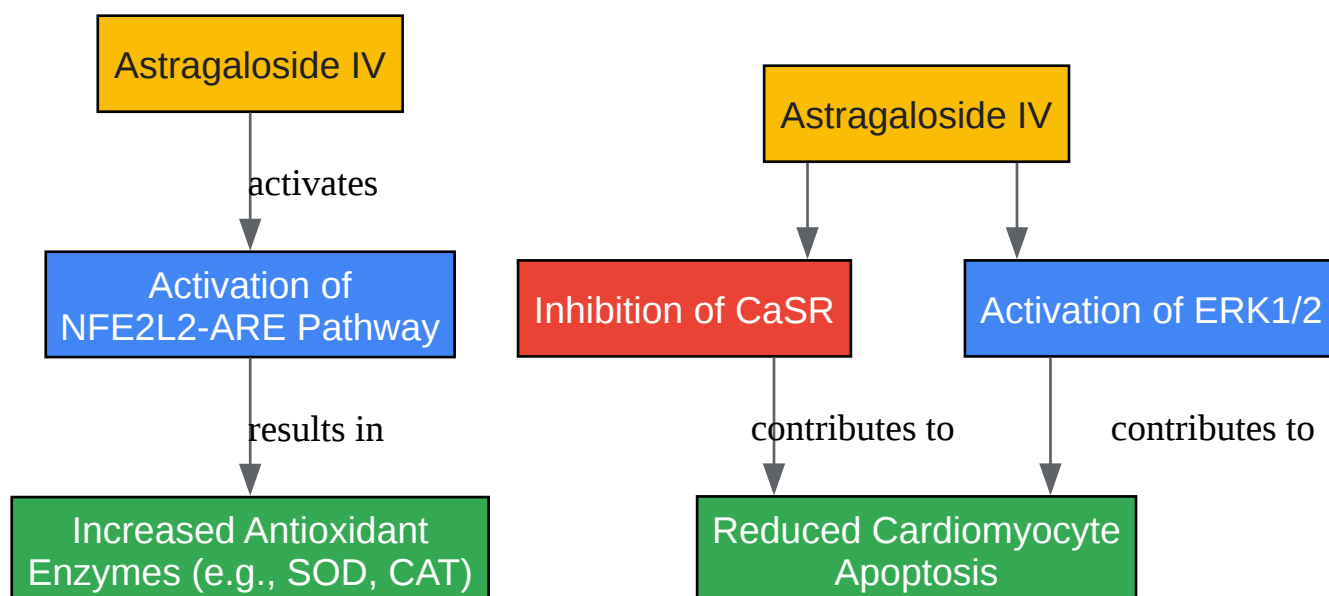 Astragaloside IV
activates
Activation of
NFE2L2-ARE Pathway
results in
Increased Antioxidant
Enzymes (e.g., SOD, CAT)
Astragaloside IV
Inhibition of CaSR
Activation of ERK1/2
contributes to
contributes to
Reduced Cardiomyocyte
Apoptosis